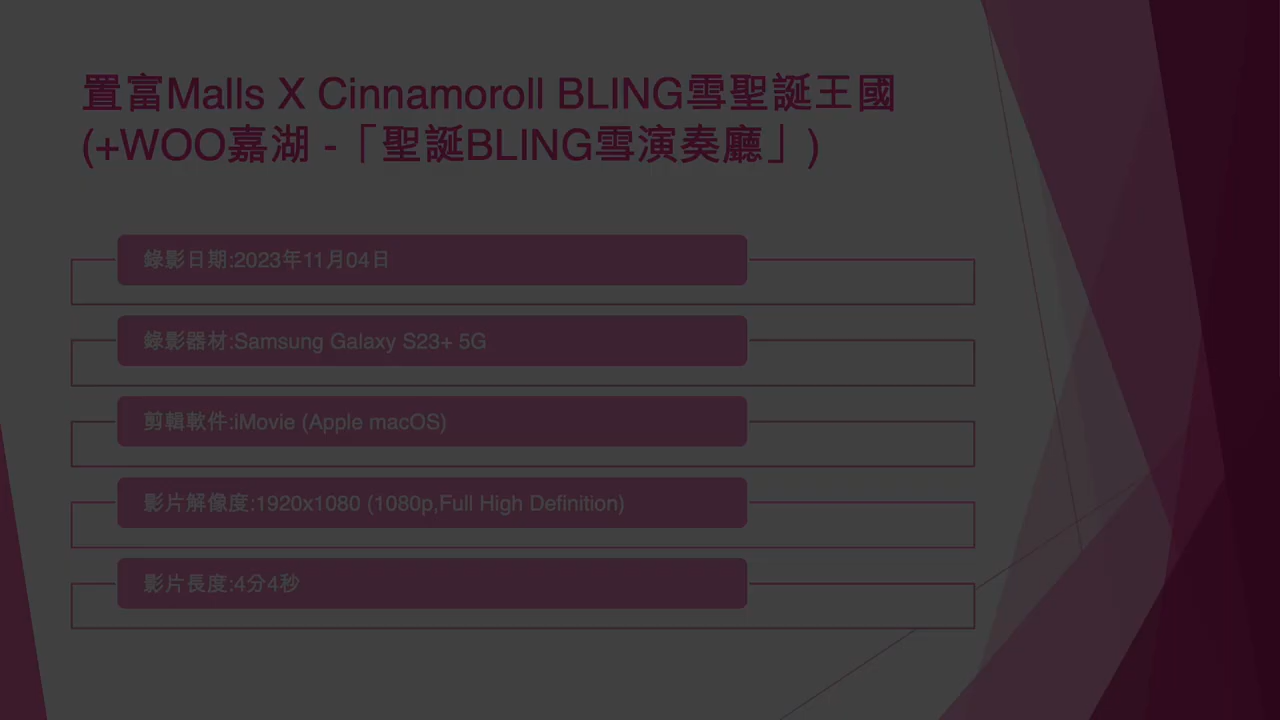 置富Malls X Cinnamoroll BLING雪聖誕王國
(+WOO嘉湖 -「聖誕BLING雪演奏廳」)
錄影日期:2023年11月04日
錄影器材:Samsung Galaxy S23+ 5G
剪輯軟件:iMovie (Apple macOS)
影片解像度:1920x1080 (1080p,Full High Definition)
影片長度:4分4秒